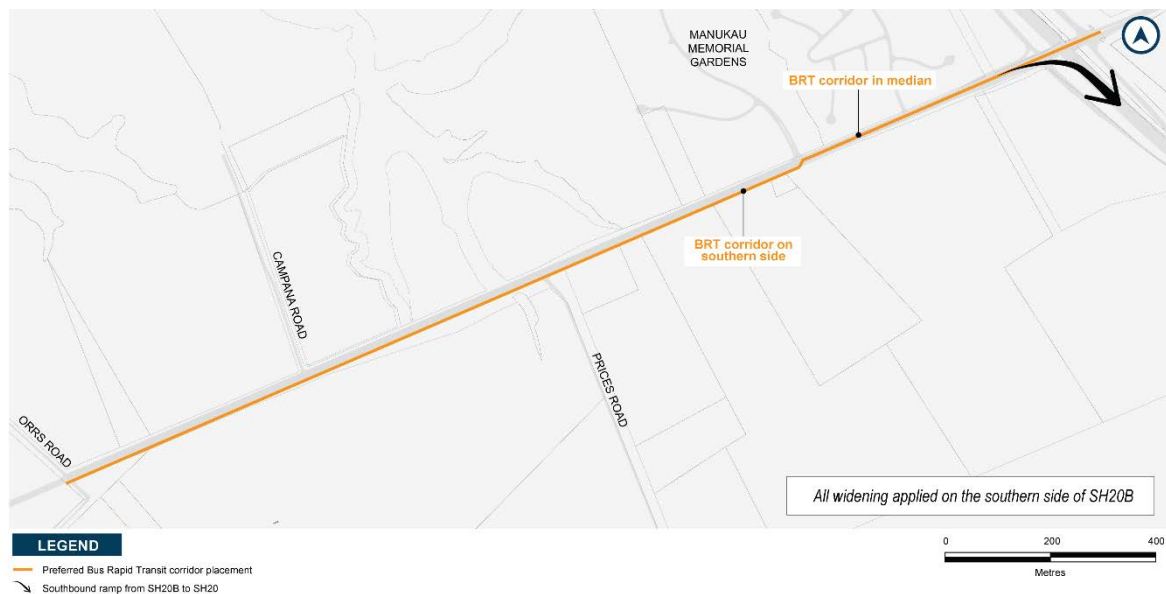 MANUKAU
MEMORIAL
GARDENS
BRT corridor in median
BRT corridor on
southern side
CAMPANA ROAD
PRICES ROAD
ORRS ROAD
All widening applied on the southern side of SH20B
LEGEND
Preferred Bus Rapid Transit corridor placement
Southbound ramp from SH20B to SH20
0 200 400
Metres